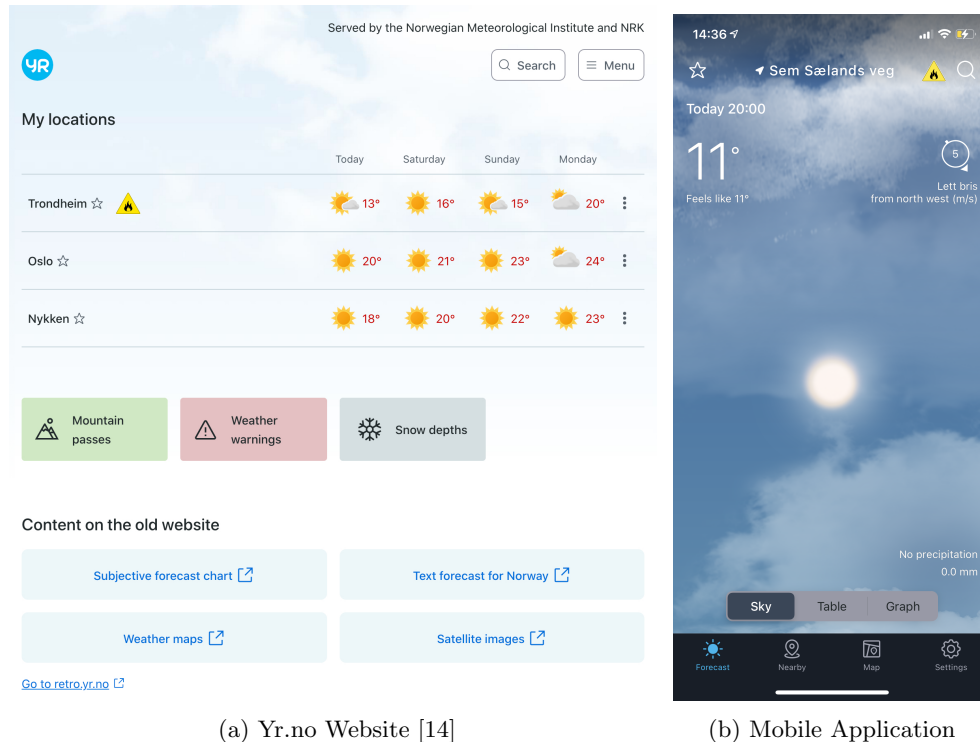 Served by the Norwegian Meteorological Institute and NRK
YR
Search
Menu
My locations
Today Saturday Sunday Monday
Trondheim 13° 16° 15° 20°
Oslo 20° 21° 23° 24°
Nykken 18° 20° 22° 23°
Mountain
passes
Weather
warnings
Snow depths
Content on the old website
Subjective forecast chart
Text forecast for Norway
Weather maps
Satellite images
Go to retro.yr.no
(a) Yr.no Website [14]
14:36
Sem Sælands veg
Today 20:00
11°
Feels like 11°
5
Lett bris
from north west (m/s)
No precipitation
0.0 mm
Sky Table Graph
Forecast Nearby Map Settings
(b) Mobile Application